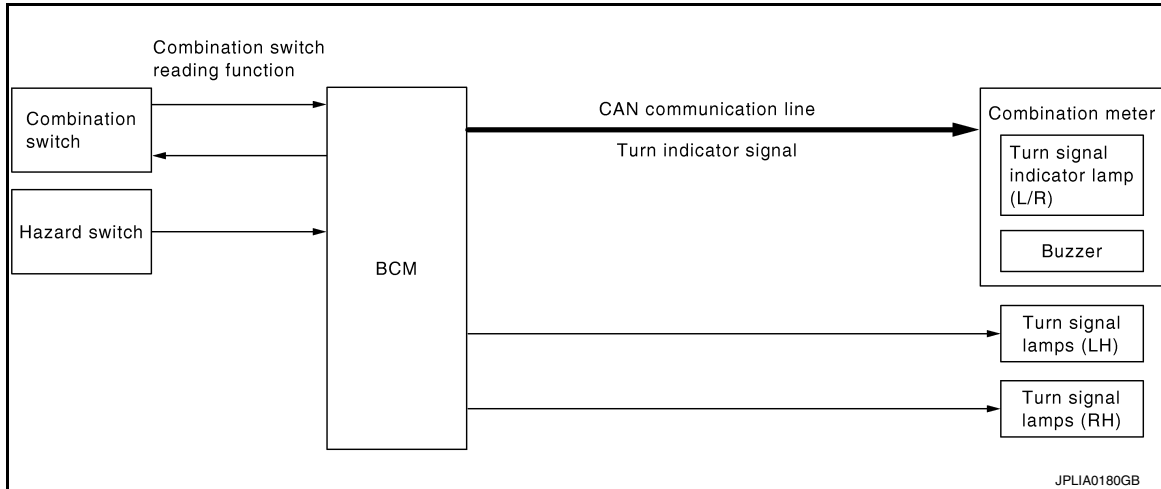 Combination switch
reading function
Combination
switch
Hazard switch
BCM
CAN communication line
Turn indicator signal
Combination meter
Turn signal
indicator lamp
(L/R)
Buzzer
Turn signal
lamps (LH)
Turn signal
lamps (RH)
JPLIA0180GB